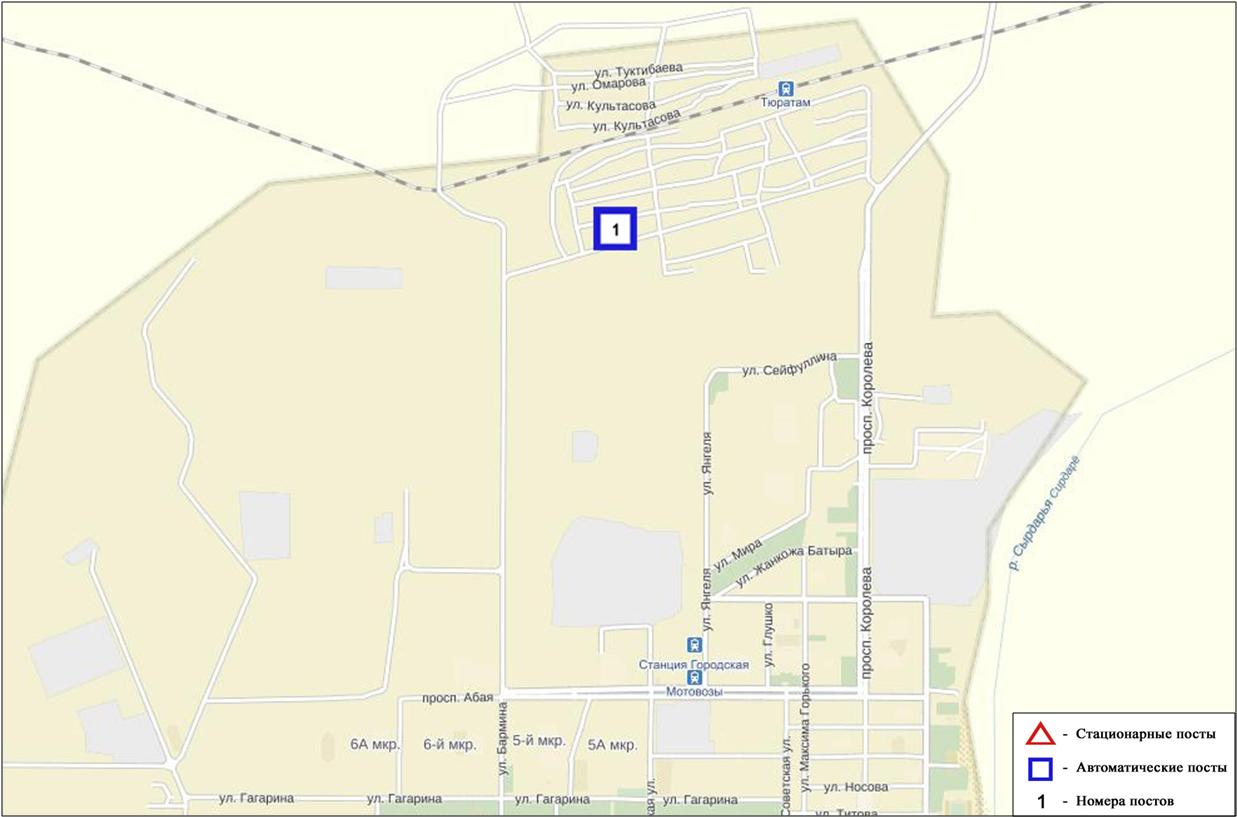 ул. Туктибаева
ул. Омарова
Тюратам
ул. Культасова
ул. Культасова
1
просп. Королева
ул. Сейфуллина
ул. Янгеля
р. Сырдарья Сирдарё
ул. Мира
ул. Жанкожа Батыра
ул. Янгеля
просп. Королева
ул. Глушко
Станция Городская
Мотовозы
просп. Абая
ул. Максима Горького
ул. Бармина
6А мкр.
6-й мкр.
5-й мкр.
5А мкр.
Советская ул.
кая ул.
ул. Носова
ул. Гагарина
ул. Гагарина
ул. Гагарина
ул. Гагарина
ул. Титова
- Стационарные посты
- Автоматические посты
1 - Номера постов